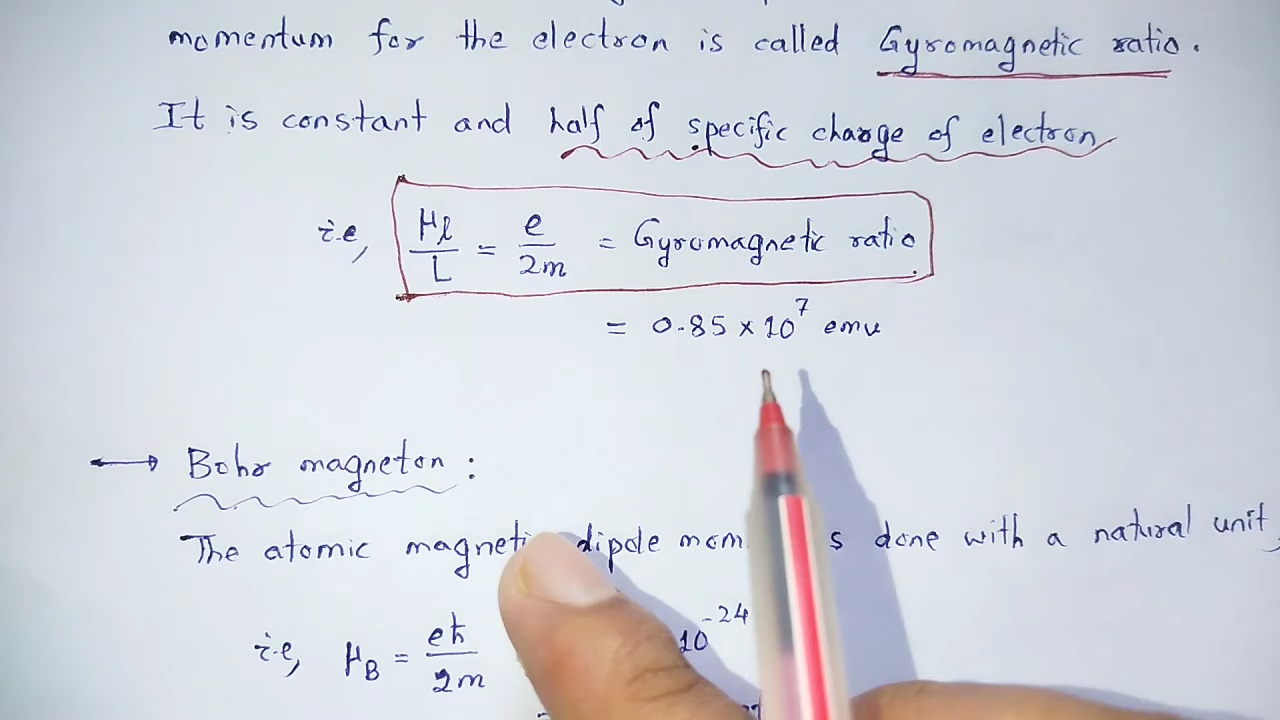 momentum for the electron is called Gyromagnetic ratio.
It is constant and half of specific charge of electron
i.e, μl/L = e/2m = Gyromagnetic ratio
= 0.85 × 10^7 emu
→ Bohr magneton :
The atomic magnetic dipole is done with a natural unit,
i.e, μB = eħ/2m 10^-24